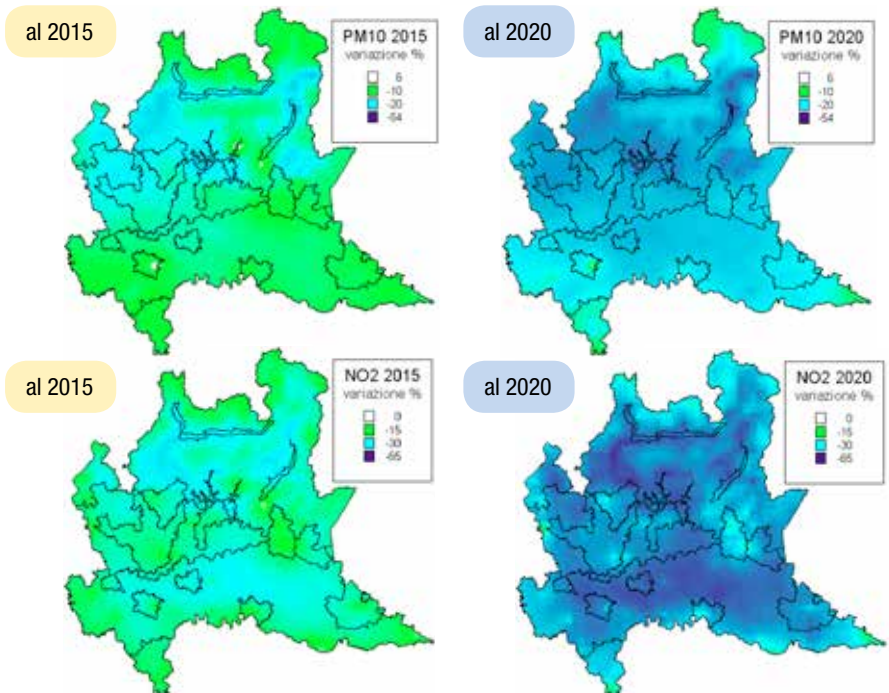 al 2015
PM10 2015
variazione %
6
-10
-20
-54
al 2020
PM10 2020
variazione %
6
-10
-20
-54
al 2015
NO2 2015
variazione %
0
-15
-30
-65
al 2020
NO2 2020
variazione %
0
-15
-30
-65